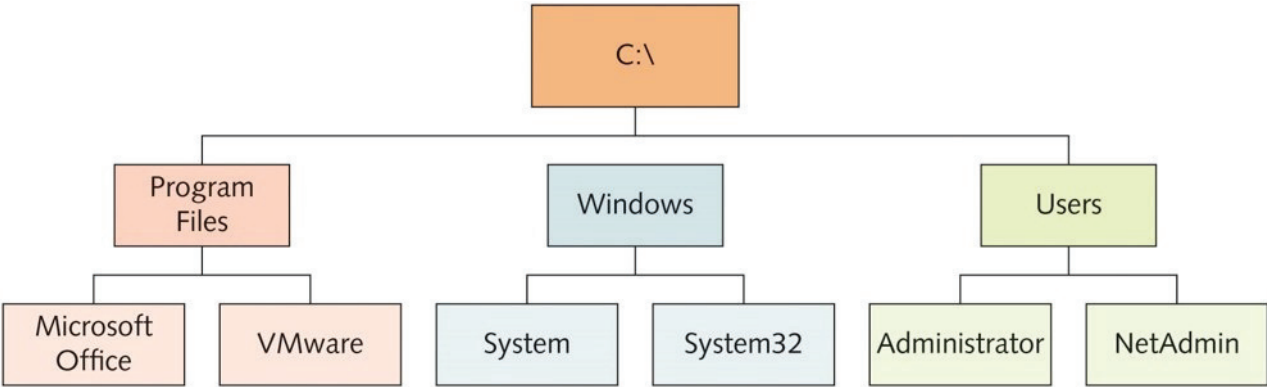 C:\
Program
Files
Windows
Users
Microsoft
Office
VMware
System
System32
Administrator
NetAdmin